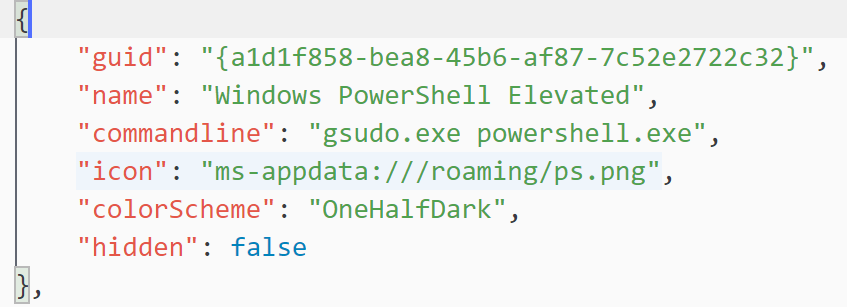 {
"guid": "{a1d1f858-bea8-45b6-af87-7c52e2722c32}",
"name": "Windows PowerShell Elevated",
"commandline": "gsudo.exe powershell.exe",
"icon": "ms-appdata:///roaming/ps.png",
"colorScheme": "OneHalfDark",
"hidden": false
},